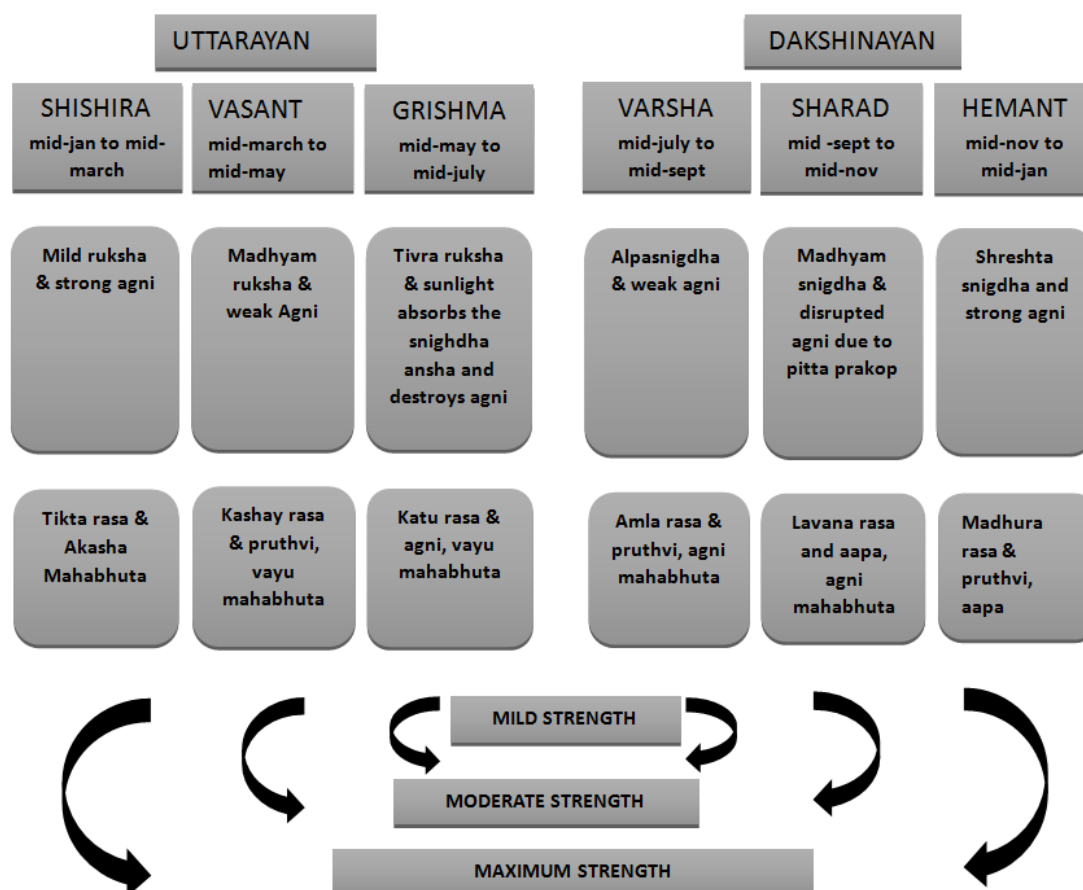 UTTARAYAN
DAKSHINAYAN
SHISHIRA
mid-jan to mid-
march
VASANT
mid-march to
mid-may
GRISHMA
mid-may to
mid-july
VARSHA
mid-july to
mid-sept
SHARAD
mid -sept to
mid-nov
HEMANT
mid-nov to
mid-jan
Mild ruksha
& strong agni
Madhyam
ruksha &
weak Agni
Tivra ruksha
& sunlight
absorbs the
snighdha
ansha and
destroys agni
Alpasnigdha
& weak agni
Madhyam
snigdha &
disrupted
agni due to
pitta prakop
Shreshta
snigdha and
strong agni
Tikta rasa &
Akasha
Mahabhuta
Kashay rasa
& pruthvi,
vayu
mahabhuta
Katu rasa &
agni, vayu
mahabhuta
Amla rasa &
pruthvi, agni
mahabhuta
Lavana rasa
and aapa,
agni
mahabhuta
Madhura
rasa &
pruthvi,
aapa
MILD STRENGTH
MODERATE STRENGTH
MAXIMUM STRENGTH